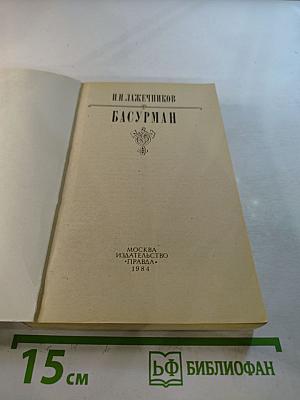 И.И.ЛАЖЕЧНИКОВ
БАСУРМАН
МОСКВА
ИЗДАТЕЛЬСТВО
«ПРАВДА»
1984
15 см
БФ БИБЛИОФАН